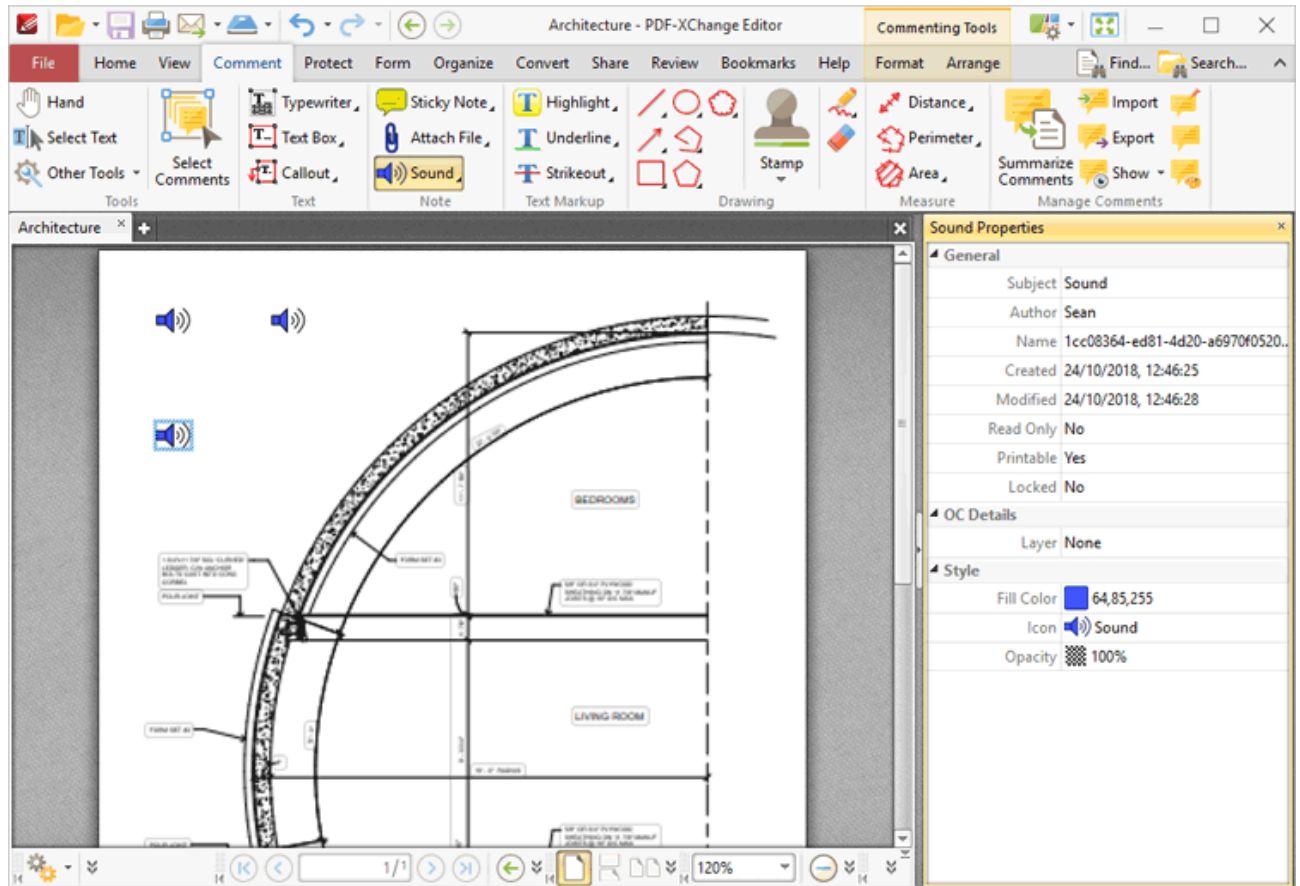 Architecture - PDF-XChange Editor
Commenting Tools
File Home View Comment Protect Form Organize Convert Share Review Bookmarks Help Format Arrange Find... Search...
Hand Typewriter Sticky Note Highlight Distance Import
Select Text Text Box Attach File Underline Perimeter Export
Other Tools Select Comments Callout Sound Strikeout Stamp Area Summarize Comments Show
Tools Text Note Text Markup Drawing Measure Manage Comments
Architecture
Sound Properties
General
Subject Sound
Author Sean
Name 1cc08364-ed81-4d20-a6970f0520..
Created 24/10/2018, 12:46:25
Modified 24/10/2018, 12:46:28
Read Only No
Printable Yes
Locked No
OC Details
Layer None
Style
Fill Color 64,85,255
Icon Sound
Opacity 100%
BEDROOMS
LIVING ROOM
1/1
120%